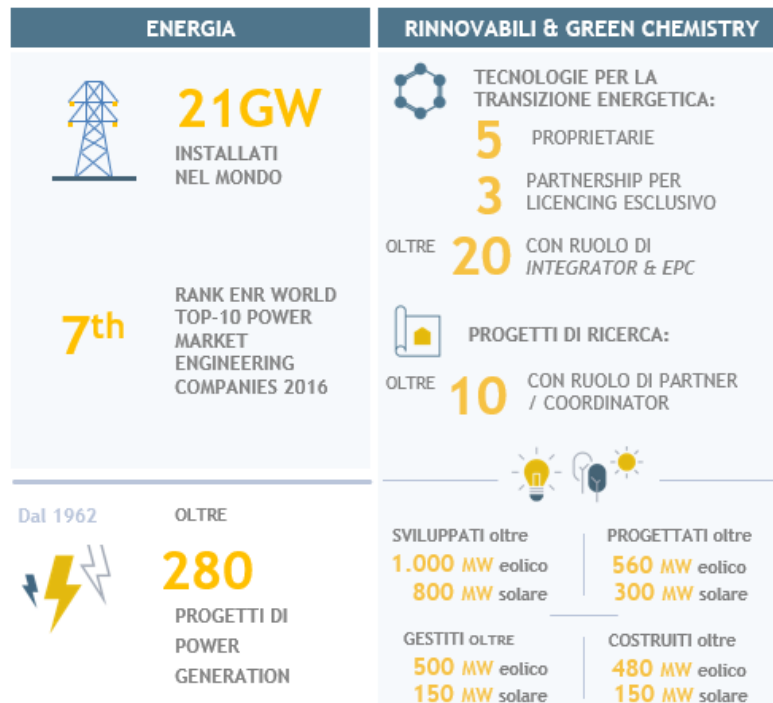 ENERGIA
21GW
INSTALLATI
NEL MONDO
7th
RANK ENR WORLD
TOP-10 POWER
MARKET
ENGINEERING
COMPANIES 2016
Dal 1962
OLTRE
280
PROGETTI DI
POWER
GENERATION
RINNOVABILI & GREEN CHEMISTRY
TECNOLOGIE PER LA
TRANSIZIONE ENERGETICA:
5 PROPRIETARIE
3 PARTNERSHIP PER
LICENCING ESCLUSIVO
OLTRE 20 CON RUOLO DI
INTEGRATOR & EPC
PROGETTI DI RICERCA:
OLTRE 10 CON RUOLO DI PARTNER
/ COORDINATOR
SVILUPPATI oltre
1.000 MW eolico
800 MW solare
PROGETTATI oltre
560 MW eolico
300 MW solare
GESTITI OLTRE
500 MW eolico
150 MW solare
COSTRUITI oltre
480 MW eolico
150 MW solare